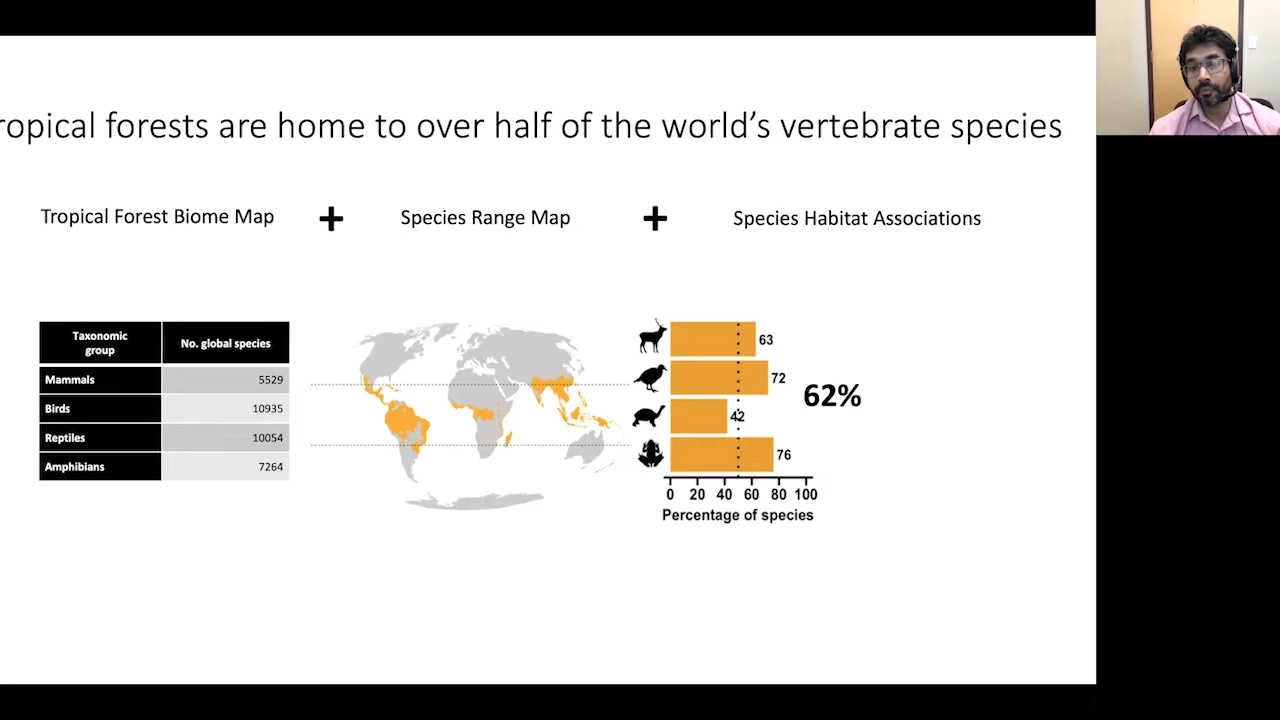 ropical forests are home to over half of the world's vertebrate species
Tropical Forest Biome Map + Species Range Map + Species Habitat Associations
Taxonomic group No. global species
Mammals 5529
Birds 10935
Reptiles 10054
Amphibians 7264
63
72
42
76
62%
0 20 40 60 80 100
Percentage of species